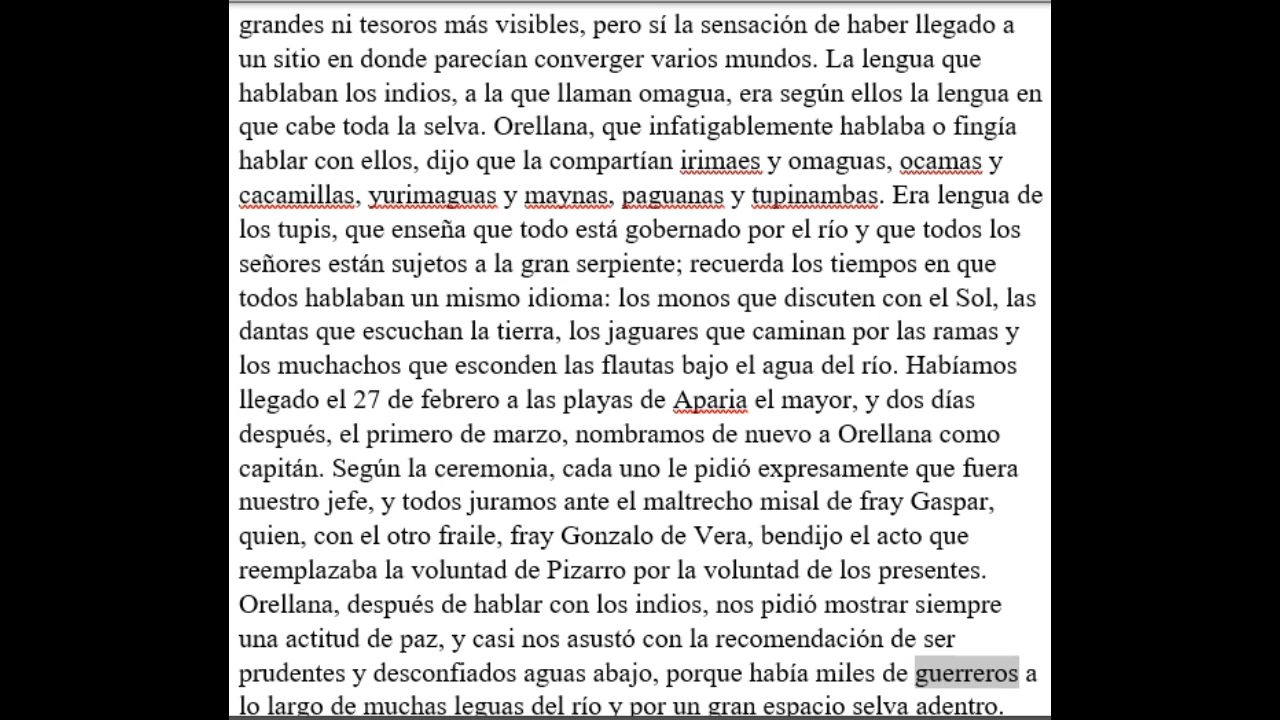 grandes ni tesoros más visibles, pero sí la sensación de haber llegado a
un sitio en donde parecían converger varios mundos. La lengua que
hablaban los indios, a la que llaman omagua, era según ellos la lengua en
que cabe toda la selva. Orellana, que infatigablemente hablaba o fingía
hablar con ellos, dijo que la compartían irimaes y omaguas, ocamas y
cacamillas, yurimaguas y maynas, paguanas y tupinambas. Era lengua de
los tupis, que enseña que todo está gobernado por el río y que todos los
señores están sujetos a la gran serpiente; recuerda los tiempos en que
todos hablaban un mismo idioma: los monos que discuten con el Sol, las
dantas que escuchan la tierra, los jaguares que caminan por las ramas y
los muchachos que esconden las flautas bajo el agua del río. Habíamos
llegado el 27 de febrero a las playas de Aparia el mayor, y dos días
después, el primero de marzo, nombramos de nuevo a Orellana como
capitán. Según la ceremonia, cada uno le pidió expresamente que fuera
nuestro jefe, y todos juramos ante el maltrecho misal de fray Gaspar,
quien, con el otro fraile, fray Gonzalo de Vera, bendijo el acto que
reemplazaba la voluntad de Pizarro por la voluntad de los presentes.
Orellana, después de hablar con los indios, nos pidió mostrar siempre
una actitud de paz, y casi nos asustó con la recomendación de ser
prudentes y desconfiados aguas abajo, porque había miles de guerreros a
lo largo de muchas leguas del río y por un gran espacio selva adentro.